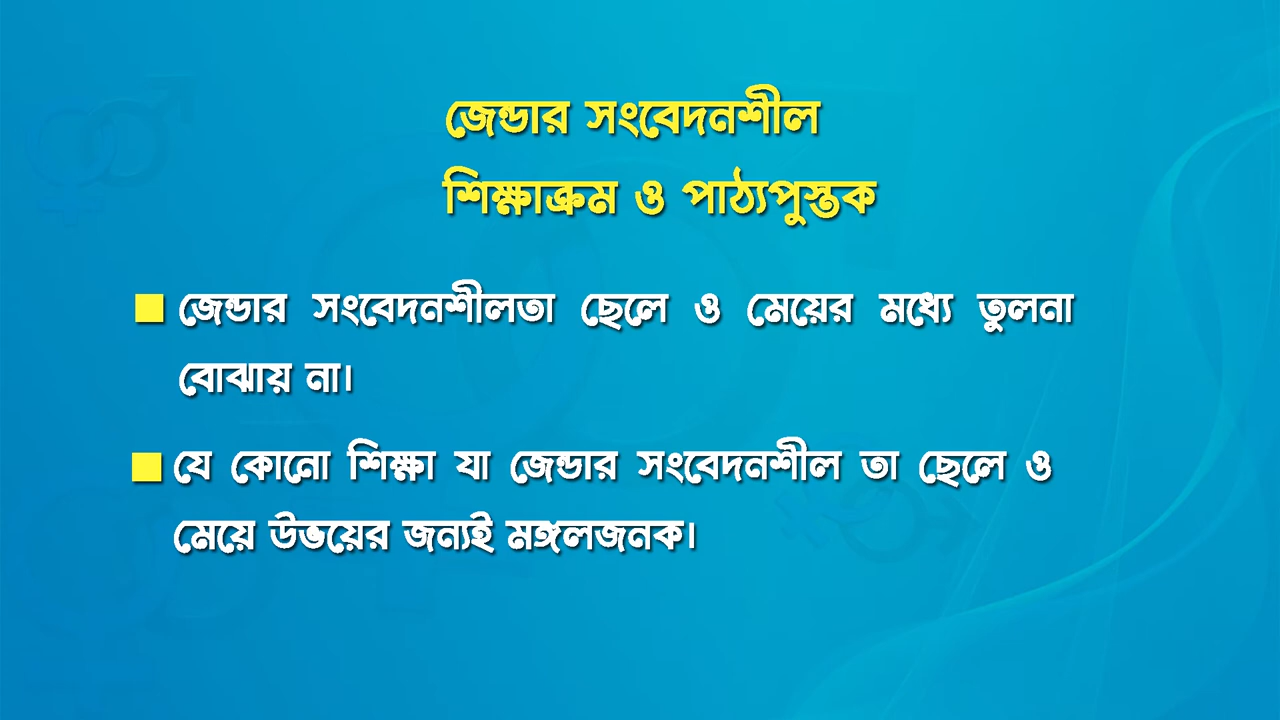 জেন্ডার সংবেদনশীল
শিক্ষাক্রম ও পাঠ্যপুস্তক
জেন্ডার সংবেদনশীলতা ছেলে ও মেয়ের মধ্যে তুলনা
বোঝায় না।
যে কোনো শিক্ষা যা জেন্ডার সংবেদনশীল তা ছেলে ও
মেয়ে উভয়ের জন্যই মঙ্গলজনক।